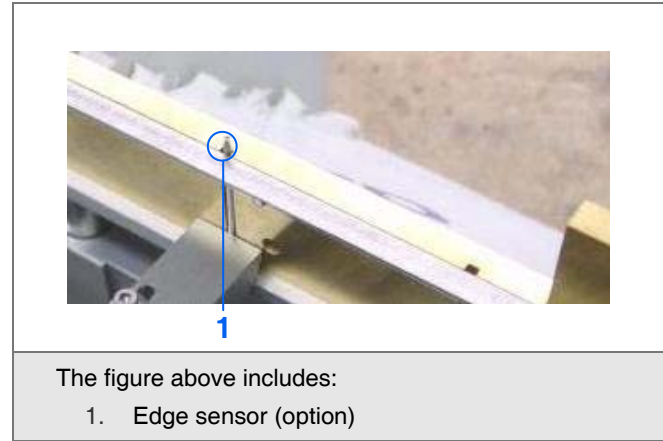 1
The figure above includes:
1. Edge sensor (option)